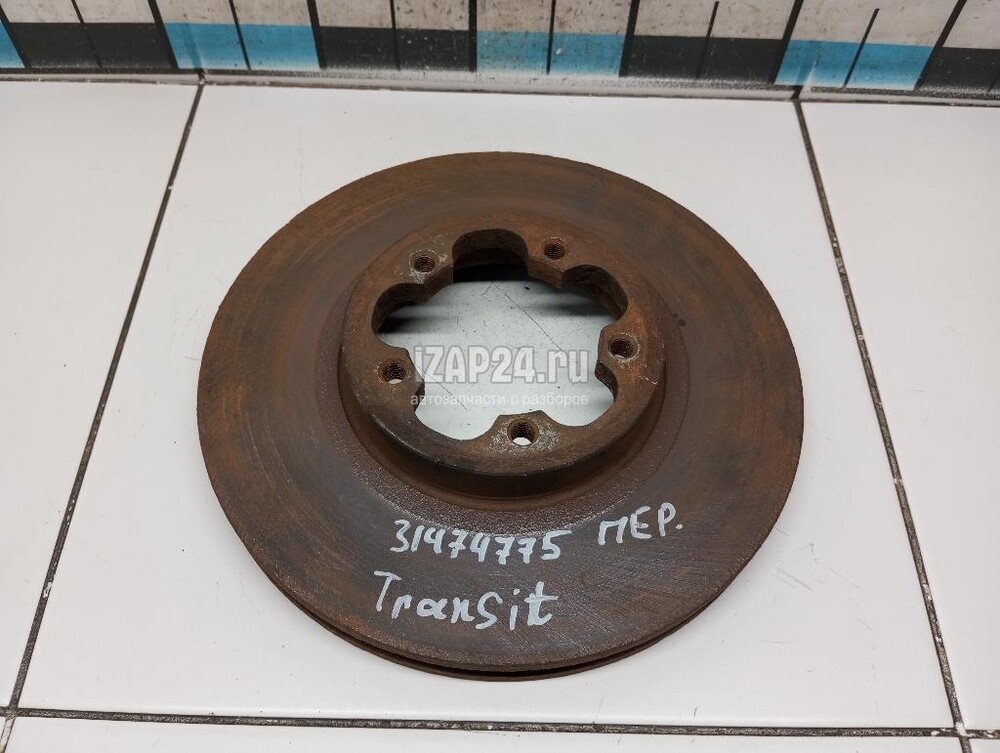 iZAP24.ru
автозапчасти с разборов
31474775 ПЕР.
Transit